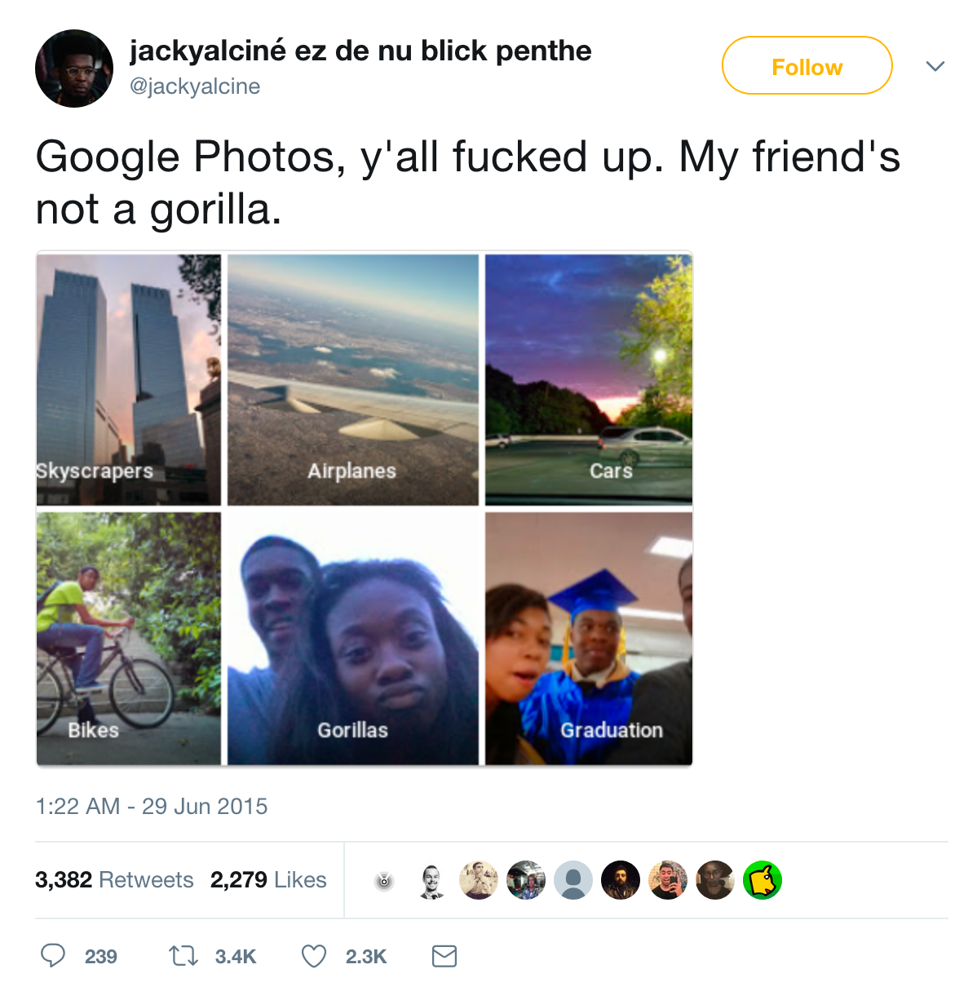 jackyalciné ez de nu blick penthe
@jackyalcine
Follow
Google Photos, y'all fucked up. My friend's
not a gorilla.
Skyscrapers
Airplanes
Cars
Bikes
Gorillas
Graduation
1:22 AM - 29 Jun 2015
3,382 Retweets 2,279 Likes
239 3.4K 2.3K